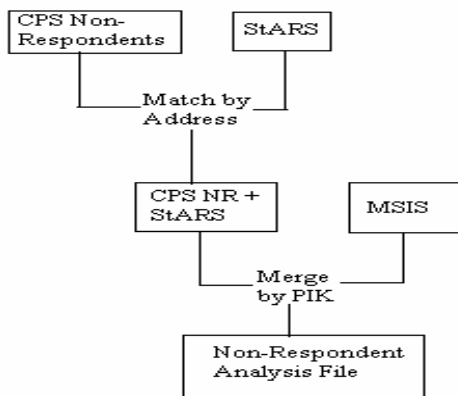 CPS Non-
Respondents
StARS
Match by
Address
CPS NR +
StARS
MSIS
Merge
by PIK
Non-Respondent
Analysis File